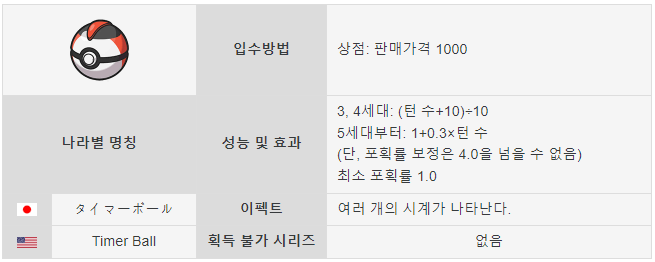 입수방법
상점: 판매가격 1000
나라별 명칭
성능 및 효과
3, 4세대: (턴 수+10)÷10
5세대부터: 1+0.3×턴 수
(단, 포획률 보정은 4.0을 넘을 수 없음)
최소 포획률 1.0
タイマーボール
이펙트
여러 개의 시계가 나타난다.
Timer Ball
획득 불가 시리즈
없음